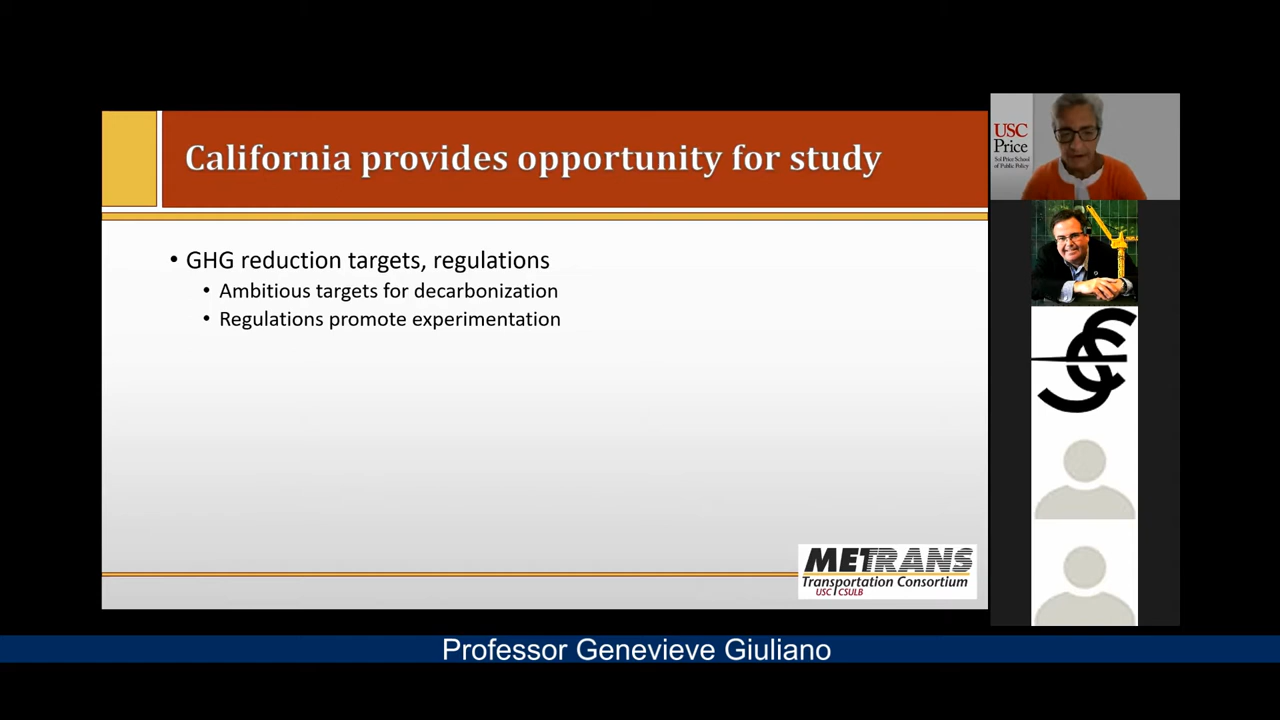 California provides opportunity for study
• GHG reduction targets, regulations
• Ambitious targets for decarbonization
• Regulations promote experimentation
METRANS
Transportation Consortium
USC CSULB
USC
Price
Sol Price School
of Public Policy
Professor Genevieve Giuliano